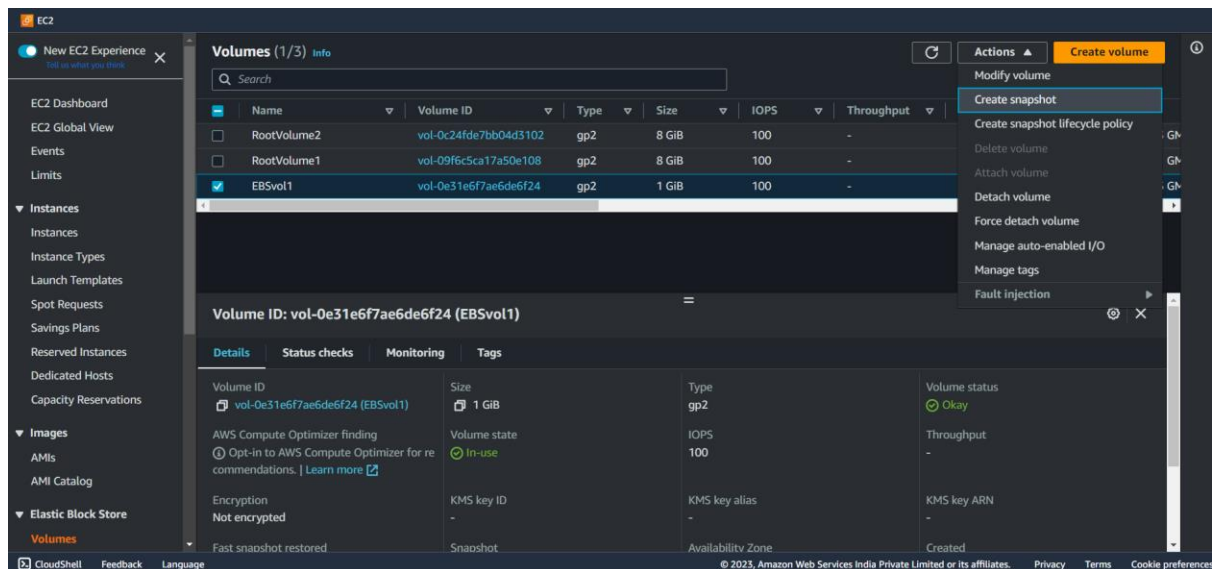 EC2
New EC2 Experience
Tell us what you think
EC2 Dashboard
EC2 Global View
Events
Limits
Instances
Instances
Instance Types
Launch Templates
Spot Requests
Savings Plans
Reserved Instances
Dedicated Hosts
Capacity Reservations
Images
AMIs
AMI Catalog
Elastic Block Store
Volumes
Volumes (1/3) Info
Actions
Create volume
Search
Name Volume ID Type Size IOPS Throughput
RootVolume2 vol-0c24fde7bb04d3102 gp2 8 GiB 100 -
RootVolume1 vol-09f6c5ca17a50e108 gp2 8 GiB 100 -
EBSvol1 vol-0e31e6f7ae6de6f24 gp2 1 GiB 100 -
Modify volume
Create snapshot
Create snapshot lifecycle policy
Delete volume
Attach volume
Detach volume
Force detach volume
Manage auto-enabled I/O
Manage tags
Fault injection
Volume ID: vol-0e31e6f7ae6de6f24 (EBSvol1)
Details Status checks Monitoring Tags
Volume ID Size Type Volume status
vol-0e31e6f7ae6de6f24 (EBSvol1) 1 GiB gp2 Okay
AWS Compute Optimizer finding Volume state IOPS Throughput
Opt-in to AWS Compute Optimizer for re In-use 100 -
commendations. | Learn more
Encryption KMS key ID KMS key alias KMS key ARN
Not encrypted - - -
Fast snapshot restored Snapshot Availability Zone Created
CloudShell Feedback Language © 2023, Amazon Web Services India Private Limited or its affiliates. Privacy Terms Cookie preferences